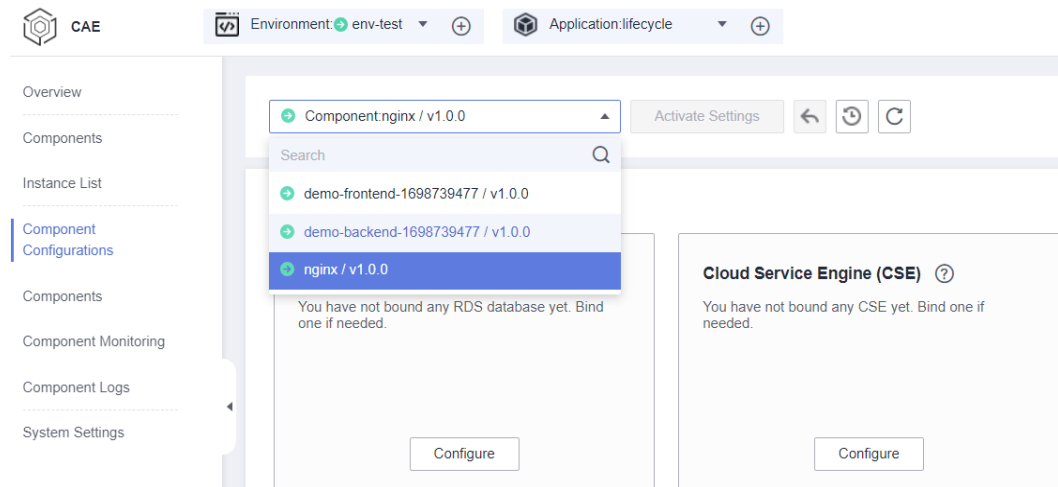 CAE
Environment: env-test
Application:lifecycle
Overview
Components
Instance List
Component
Configurations
Components
Component Monitoring
Component Logs
System Settings
Component:nginx / v1.0.0
Activate Settings
Search
demo-frontend-1698739477 / v1.0.0
demo-backend-1698739477 / v1.0.0
nginx / v1.0.0
You have not bound any RDS database yet. Bind
one if needed.
Configure
Cloud Service Engine (CSE) ?
You have not bound any CSE yet. Bind one if
needed.
Configure